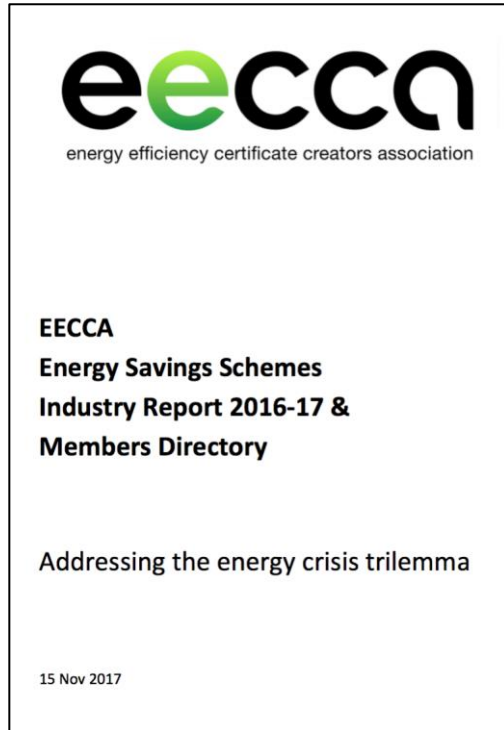 eecca
energy efficiency certificate creators association
EECCA
Energy Savings Schemes
Industry Report 2016-17 &
Members Directory
Addressing the energy crisis trilemma
15 Nov 2017